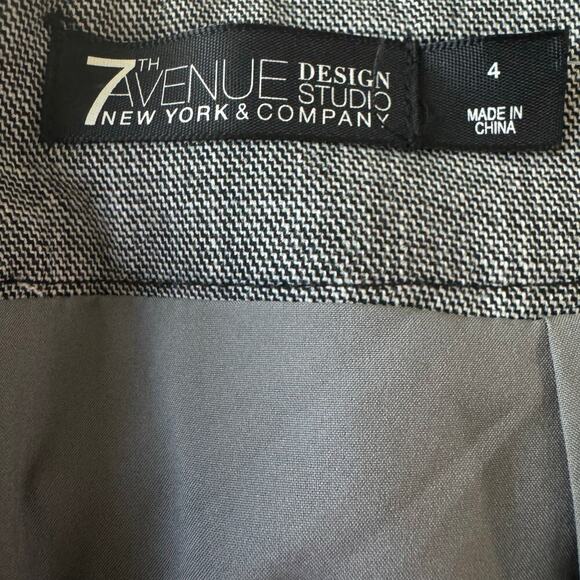 7TH AVENUE DESIGN STUDIO
NEW YORK & COMPANY
4
MADE IN
CHINA